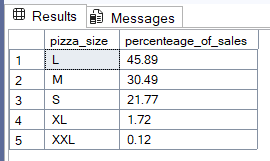 Results Messages
pizza_size percenteage_of_sales
1 L 45.89
2 M 30.49
3 S 21.77
4 XL 1.72
5 XXL 0.12